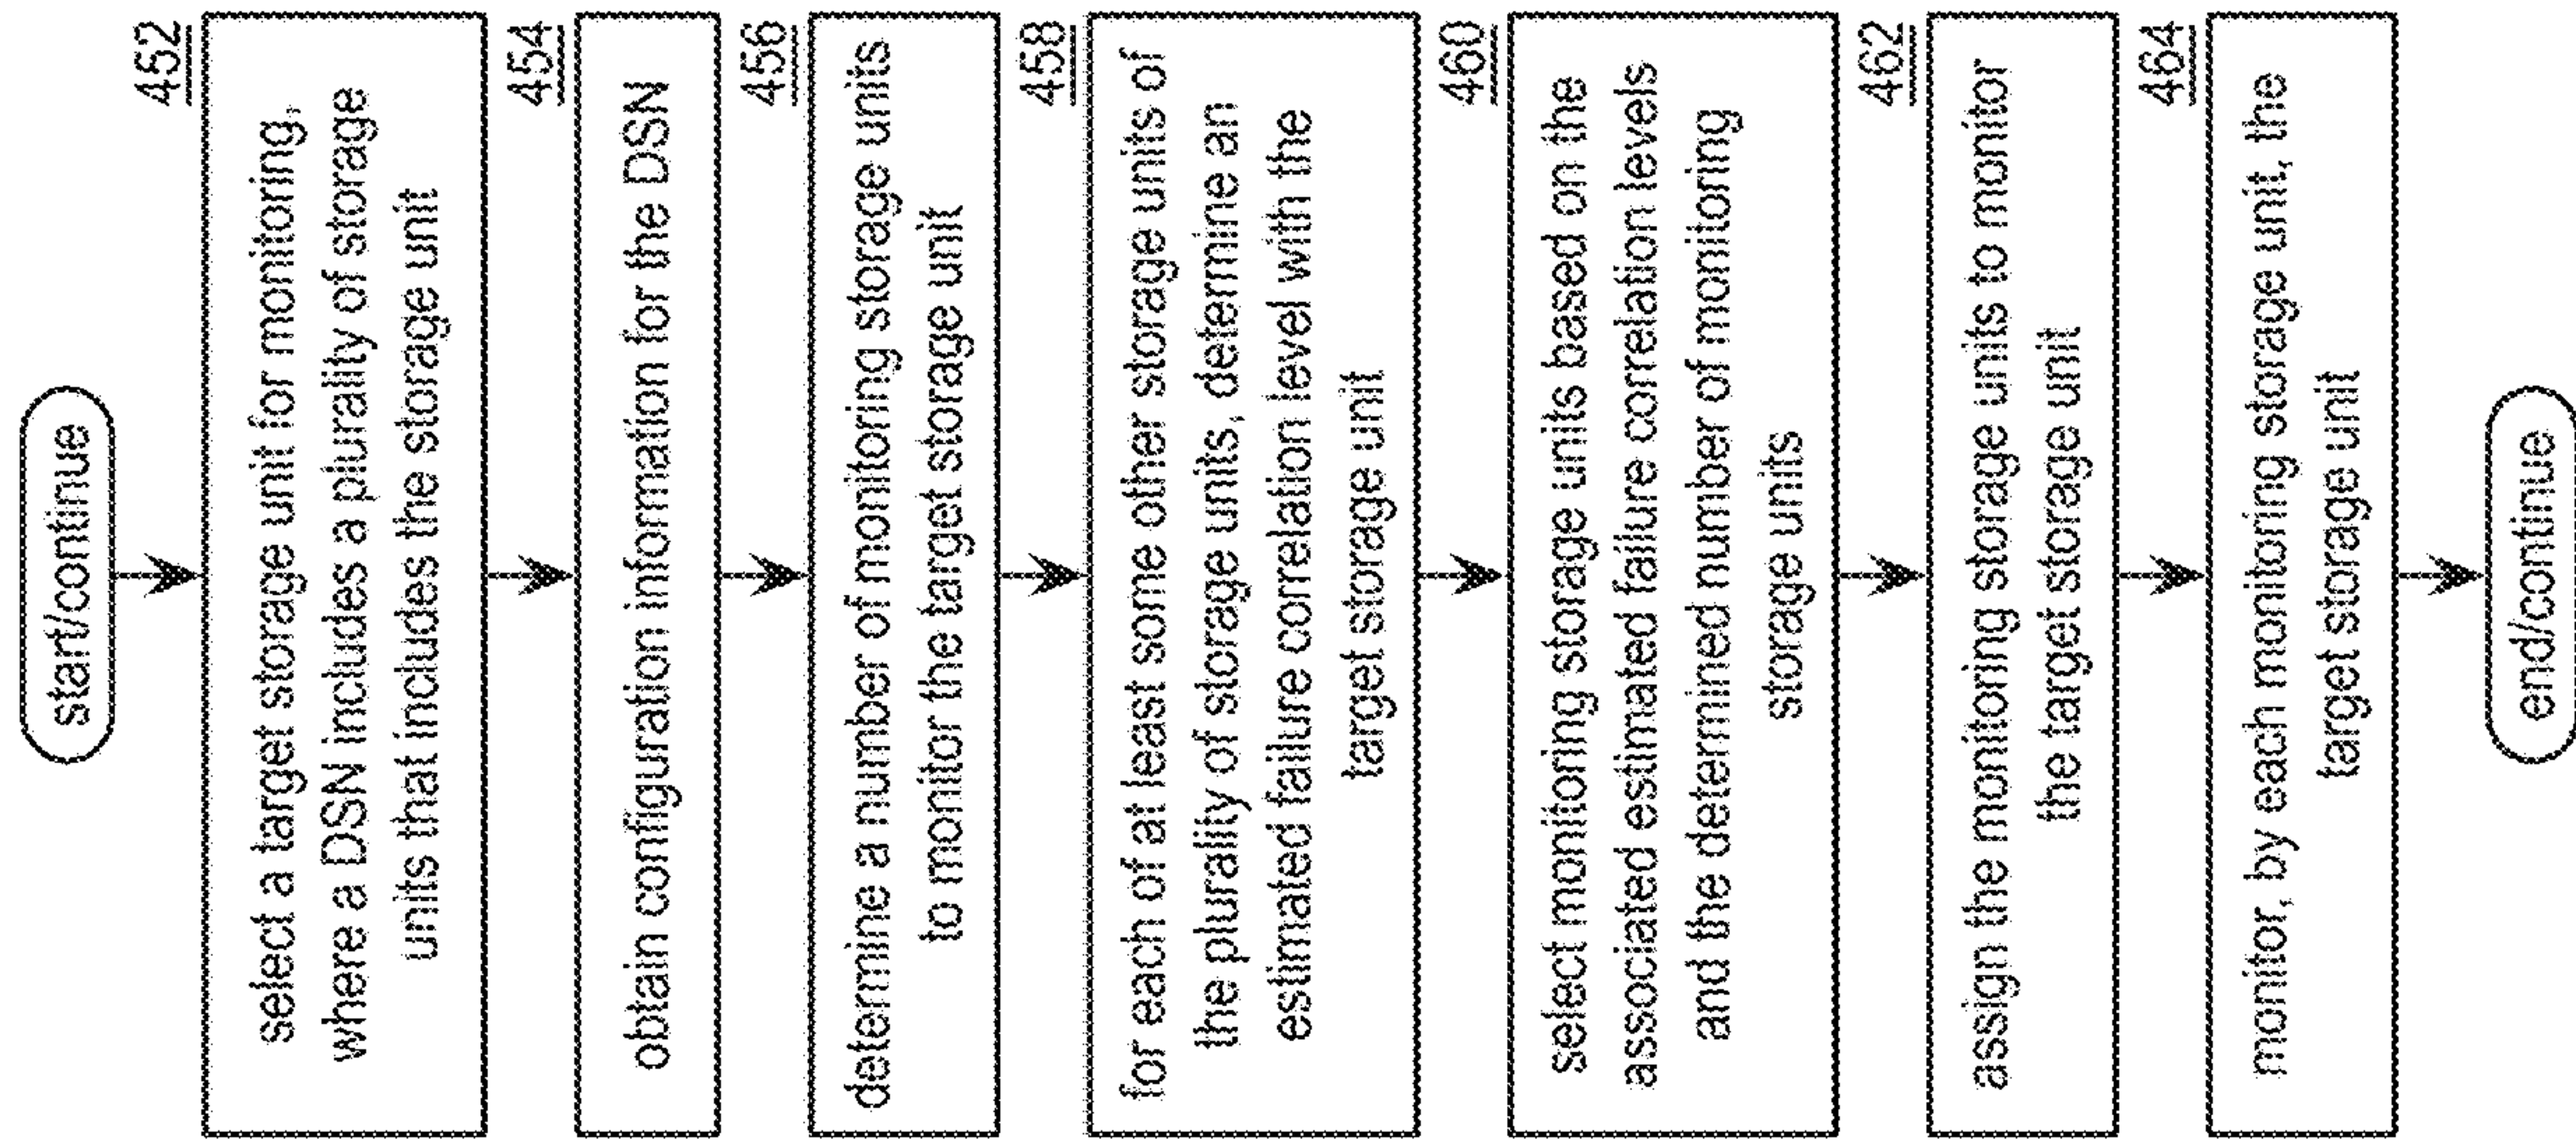 start/continue
452
select a target storage unit for monitoring,
where a DSN includes a plurality of storage
units that includes the storage unit
454
obtain configuration information for the DSN
456
determine a number of monitoring storage units
to monitor the target storage unit
458
for each of at least some other storage units of
the plurality of storage units, determine an
estimated failure correlation level with the
target storage unit
460
select monitoring storage units based on the
associated estimated failure correlation levels
and the determined number of monitoring
storage units
462
assign the monitoring storage units to monitor
the target storage unit
464
monitor, by each monitoring storage unit, the
target storage unit
end/continue